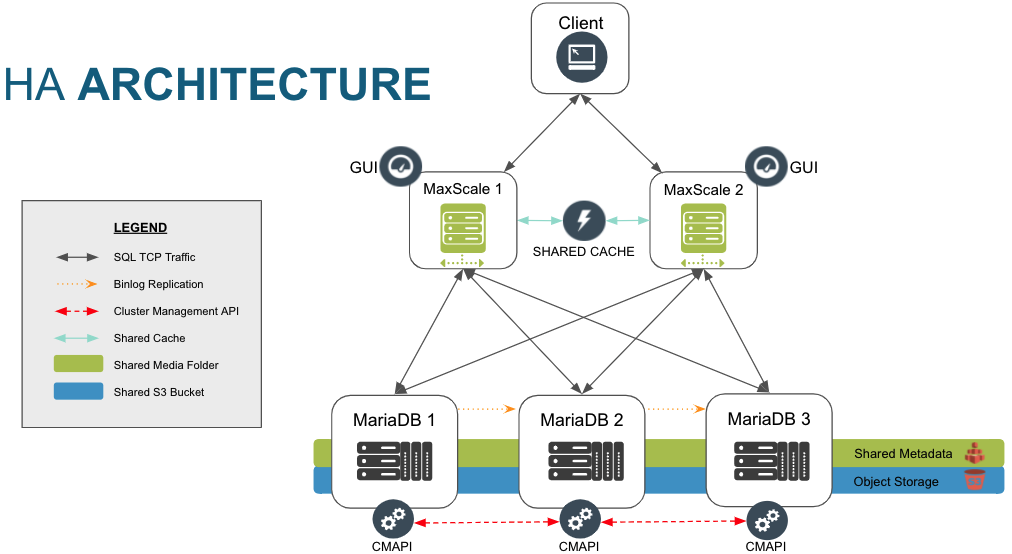 Client
HA ARCHITECTURE
GUI
GUI
MaxScale 1
MaxScale 2
SHARED CACHE
LEGEND
SQL TCP Traffic
Binlog Replication
Cluster Management API
Shared Cache
Shared Media Folder
Shared S3 Bucket
MariaDB 1
MariaDB 2
MariaDB 3
Shared Metadata
Object Storage
CMAPI
CMAPI
CMAPI